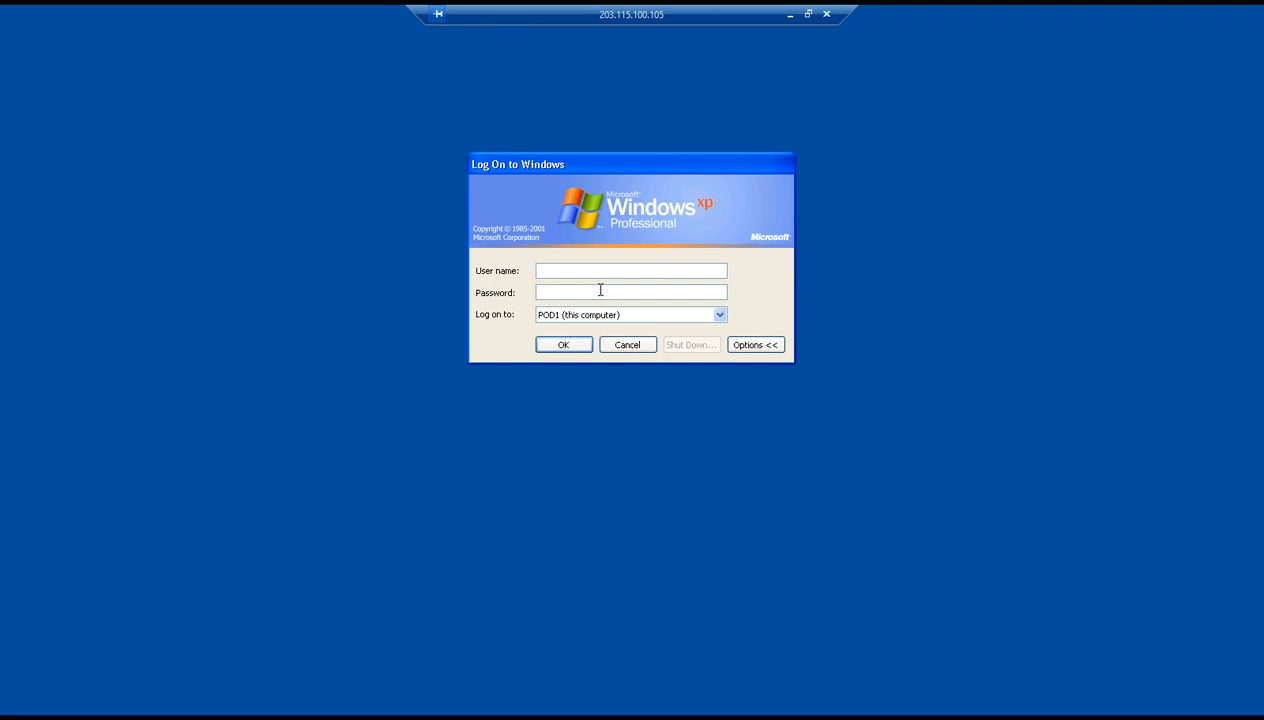 203.115.100.105
Log On to Windows
Microsoft®
Windows xp
Professional
Copyright © 1985-2001
Microsoft Corporation
Microsoft
User name:
Password:
Log on to: POD1 (this computer)
OK Cancel Shut Down... Options <<